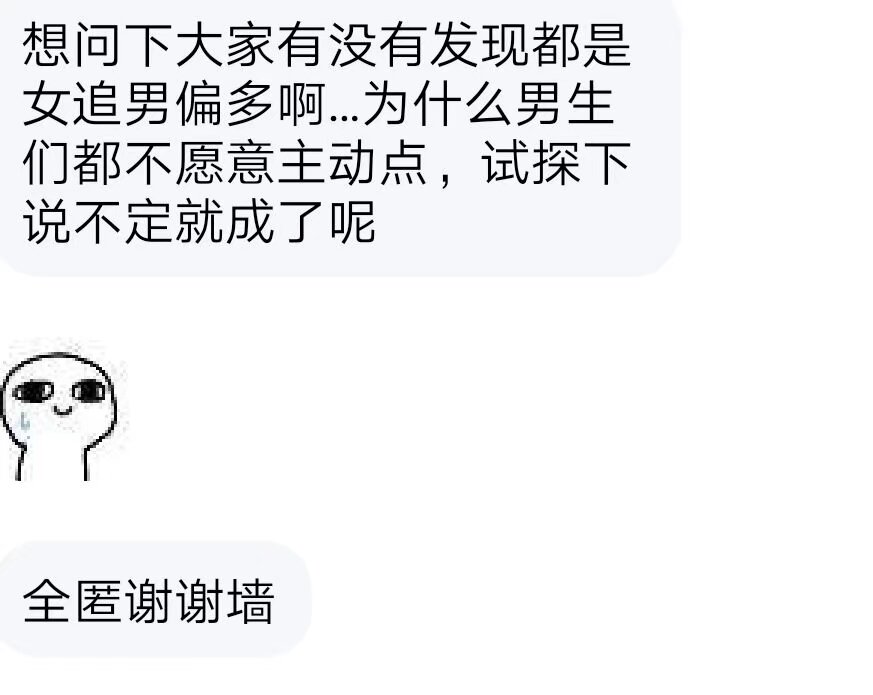 想问下大家有没有发现都是
女追男偏多啊...为什么男生
们都不愿意主动点，试探下
说不定就成了呢
全匿谢谢墙